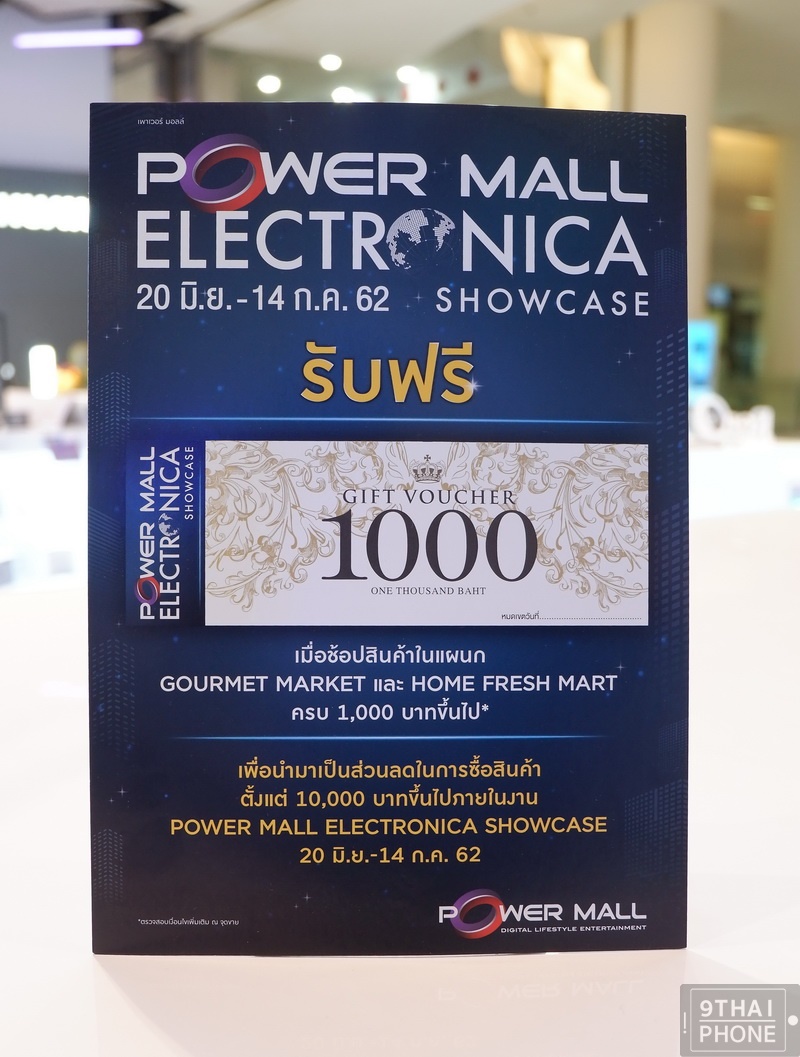 เพาเวอร์ มอลล์
POWER MALL
ELECTRONICA
20 มิ.ย.-14 ก.ค. 62 SHOWCASE
รับฟรี
POWER MALL
ELECTRONICA
SHOWCASE
GIFT VOUCHER
1000
ONE THOUSAND BAHT
หมดเขตวันที่........................................
เมื่อช้อปสินค้าในแผนก
GOURMET MARKET และ HOME FRESH MART
ครบ 1,000 บาทขึ้นไป*
เพื่อนำมาเป็นส่วนลดในการซื้อสินค้า
ตั้งแต่ 10,000 บาทขึ้นไปภายในงาน
POWER MALL ELECTRONICA SHOWCASE
20 มิ.ย.-14 ก.ค. 62
*ตรวจสอบเงื่อนไขเพิ่มเติม ณ จุดขาย
POWER MALL
DIGITAL LIFESTYLE ENTERTAINMENT
9THAI
PHONE